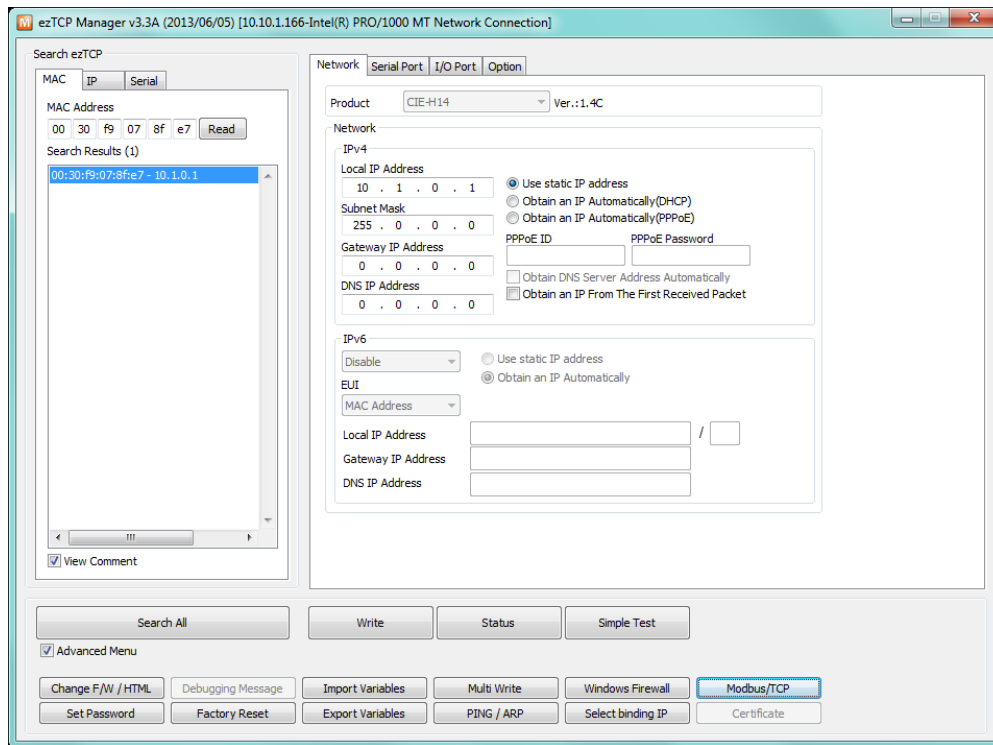 ezTCP Manager v3.3A (2013/06/05) [10.10.1.166-Intel(R) PRO/1000 MT Network Connection]
Search ezTCP
MAC IP Serial
MAC Address
00 30 f9 07 8f e7 Read
Search Results (1)
00:30:f9:07:8f:e7 - 10.1.0.1
View Comment
Network Serial Port I/O Port Option
Product CIE-H14 Ver.:1.4C
Network
IPv4
Local IP Address
10 . 1 . 0 . 1
Subnet Mask
255 . 0 . 0 . 0
Gateway IP Address
0 . 0 . 0 . 0
DNS IP Address
0 . 0 . 0 . 0
Use static IP address
Obtain an IP Automatically(DHCP)
Obtain an IP Automatically(PPPoE)
PPPoE ID PPPoE Password
Obtain DNS Server Address Automatically
Obtain an IP From The First Received Packet
IPv6
Disable
EUI
MAC Address
Use static IP address
Obtain an IP Automatically
Local IP Address /
Gateway IP Address
DNS IP Address
Search All Write Status Simple Test
Advanced Menu
Change F/W / HTML Debugging Message Import Variables Multi Write Windows Firewall Modbus/TCP
Set Password Factory Reset Export Variables PING / ARP Select binding IP Certificate